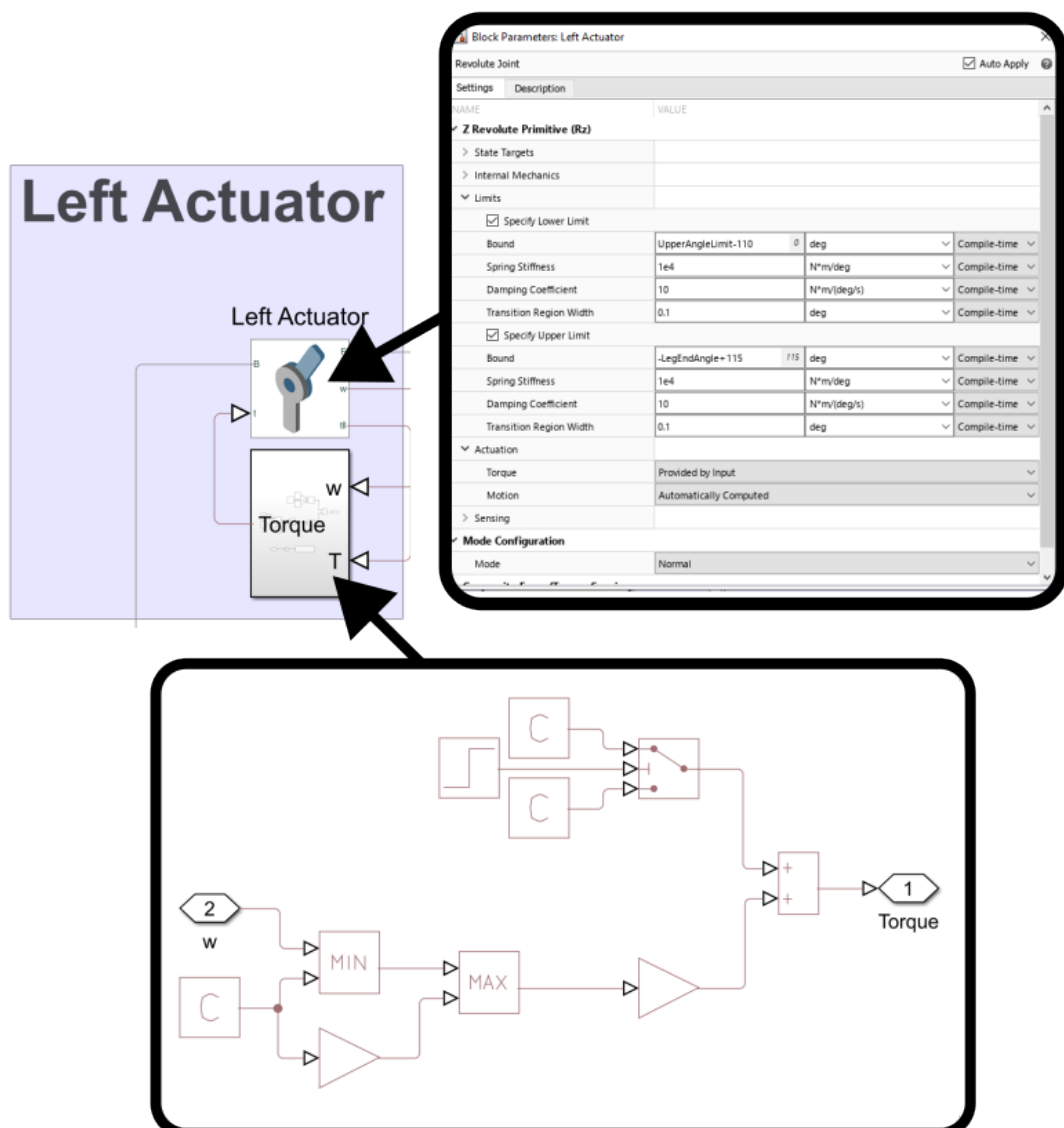 Block Parameters: Left Actuator
Revolute Joint
Auto Apply
Settings Description
NAME VALUE
Z Revolute Primitive (Rz)
State Targets
Internal Mechanics
Limits
Specify Lower Limit
Bound UpperAngleLimit-110 0 deg Compile-time
Spring Stiffness 1e4 N*m/deg Compile-time
Damping Coefficient 10 N*m/(deg/s) Compile-time
Transition Region Width 0.1 deg Compile-time
Specify Upper Limit
Bound -LegEndAngle+115 115 deg Compile-time
Spring Stiffness 1e4 N*m/deg Compile-time
Damping Coefficient 10 N*m/(deg/s) Compile-time
Transition Region Width 0.1 deg Compile-time
Actuation
Torque Provided by Input
Motion Automatically Computed
Sensing
Mode Configuration
Mode Normal
Left Actuator
Left Actuator
B
w
t
tll
w
Torque
T
C
C
+
+
1
Torque
2
w
MIN
MAX
C